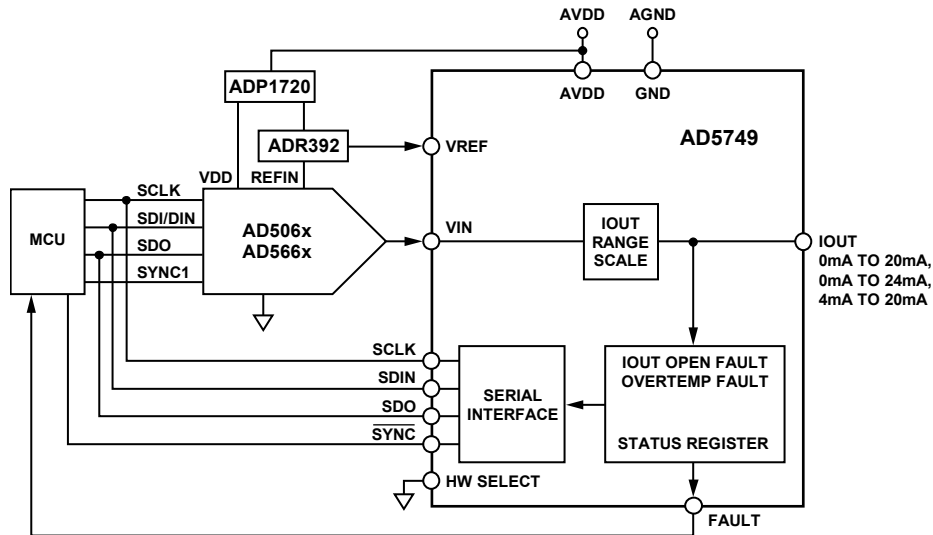 AVDD
AGND
ADP1720
AVDD
GND
AD5749
ADR392
VREF
VDD
REFIN
SCLK
MCU
SDI/DIN
SDO
SYNC1
AD506x
AD566x
VIN
IOUT
RANGE
SCALE
IOUT
0mA TO 20mA,
0mA TO 24mA,
4mA TO 20mA
SCLK
SDIN
SDO
SYNC
SERIAL
INTERFACE
IOUT OPEN FAULT
OVERTEMP FAULT
STATUS REGISTER
HW SELECT
FAULT